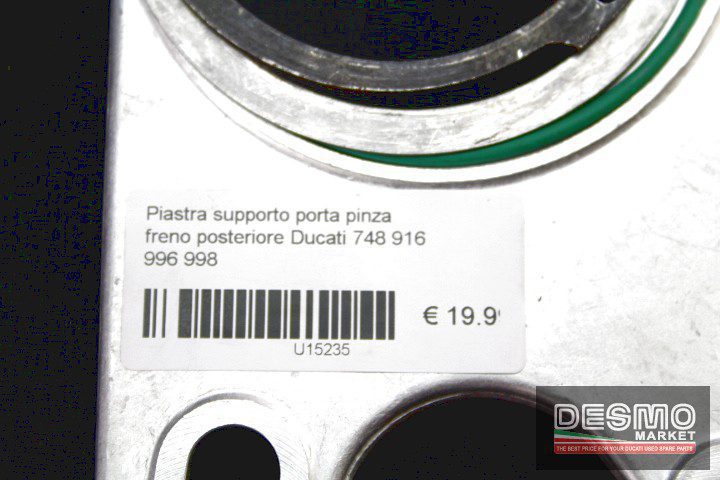 Piastra supporto porta pinza
freno posteriore Ducati 748 916
996 998
€ 19.9
U15235
DESMO
MARKET
THE BEST PRICE FOR YOUR DUCATI USED SPARE PARTS